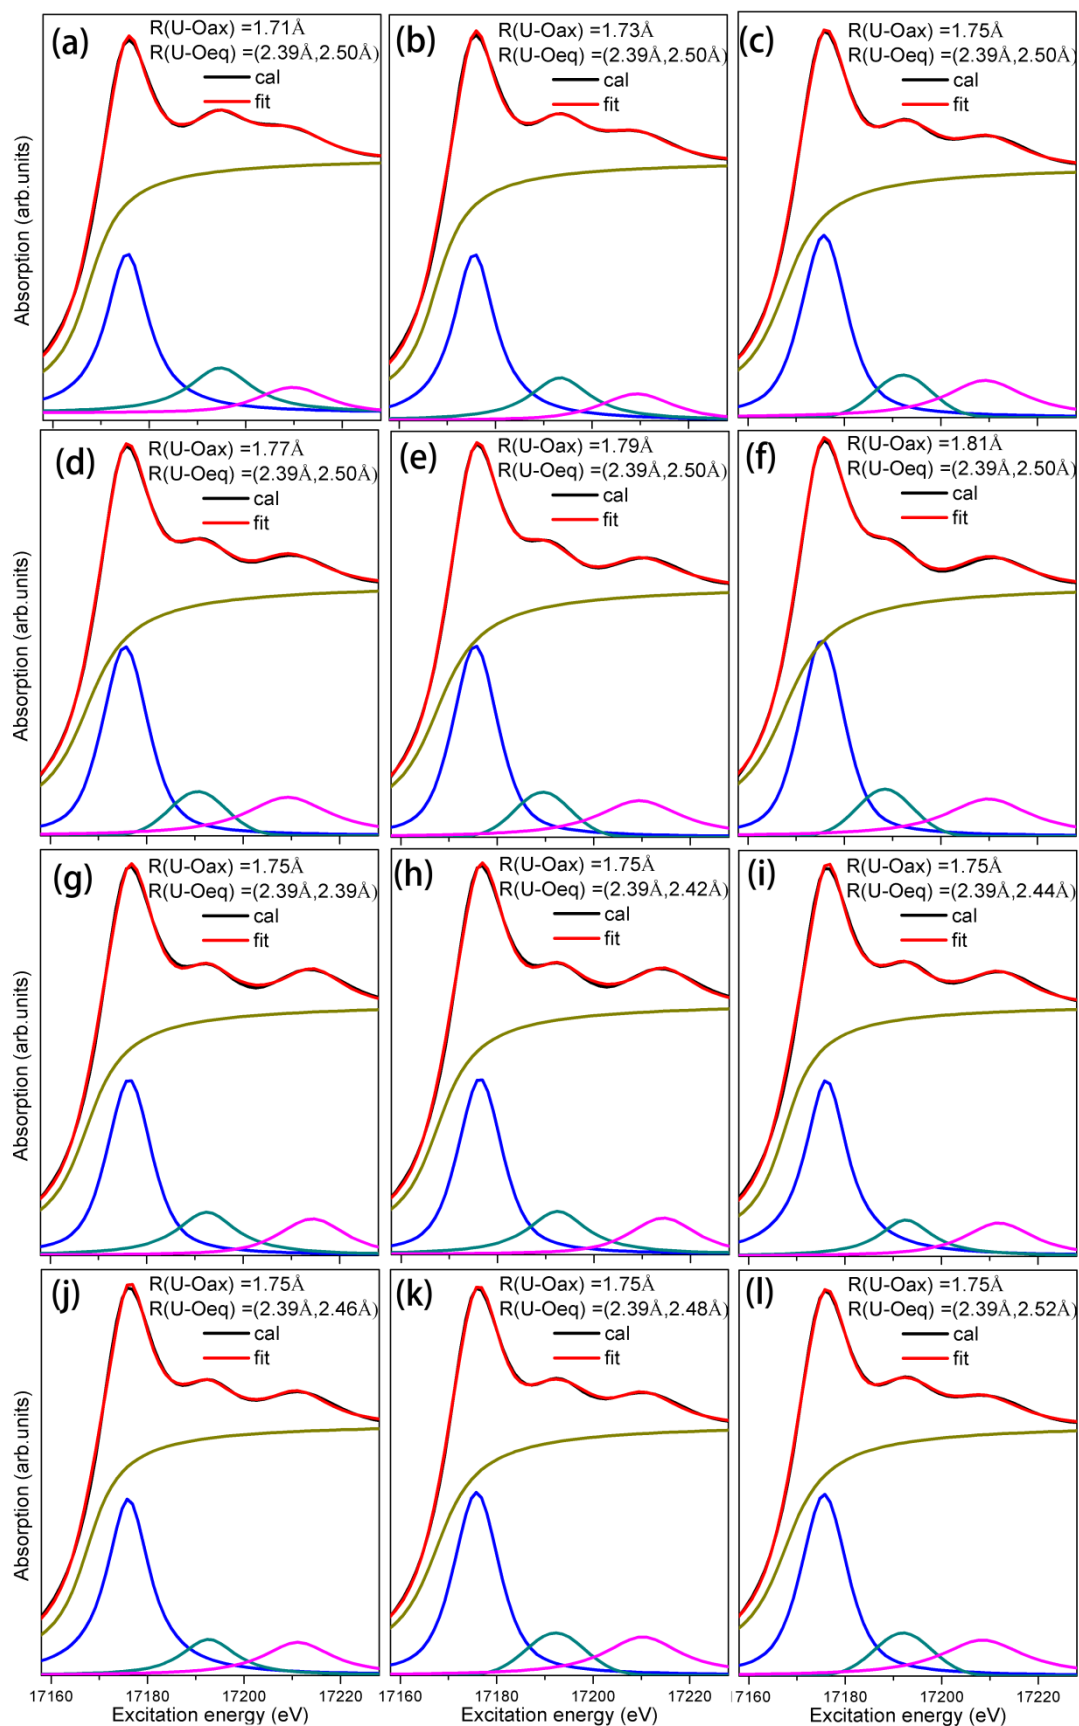 (a) R(U-Oax) =1.71Å
R(U-Oeq) =(2.39Å,2.50Å)
cal
fit
(b) R(U-Oax) =1.73Å
R(U-Oeq) =(2.39Å,2.50Å)
cal
fit
(c) R(U-Oax) =1.75Å
R(U-Oeq) =(2.39Å,2.50Å)
cal
fit
Absorption (arb.units)
(d) R(U-Oax) =1.77Å
R(U-Oeq) =(2.39Å,2.50Å)
cal
fit
(e) R(U-Oax) =1.79Å
R(U-Oeq) =(2.39Å,2.50Å)
cal
fit
(f) R(U-Oax) =1.81Å
R(U-Oeq) =(2.39Å,2.50Å)
cal
fit
Absorption (arb.units)
(g) R(U-Oax) =1.75Å
R(U-Oeq) =(2.39Å,2.39Å)
cal
fit
(h) R(U-Oax) =1.75Å
R(U-Oeq) =(2.39Å,2.42Å)
cal
fit
(i) R(U-Oax) =1.75Å
R(U-Oeq) =(2.39Å,2.44Å)
cal
fit
Absorption (arb.units)
(j) R(U-Oax) =1.75Å
R(U-Oeq) =(2.39Å,2.46Å)
cal
fit
(k) R(U-Oax) =1.75Å
R(U-Oeq) =(2.39Å,2.48Å)
cal
fit
(l) R(U-Oax) =1.75Å
R(U-Oeq) =(2.39Å,2.52Å)
cal
fit
Absorption (arb.units)
17160 17180 17200 17220
17160 17180 17200 17220
17160 17180 17200 17220
Excitation energy (eV)
Excitation energy (eV)
Excitation energy (eV)